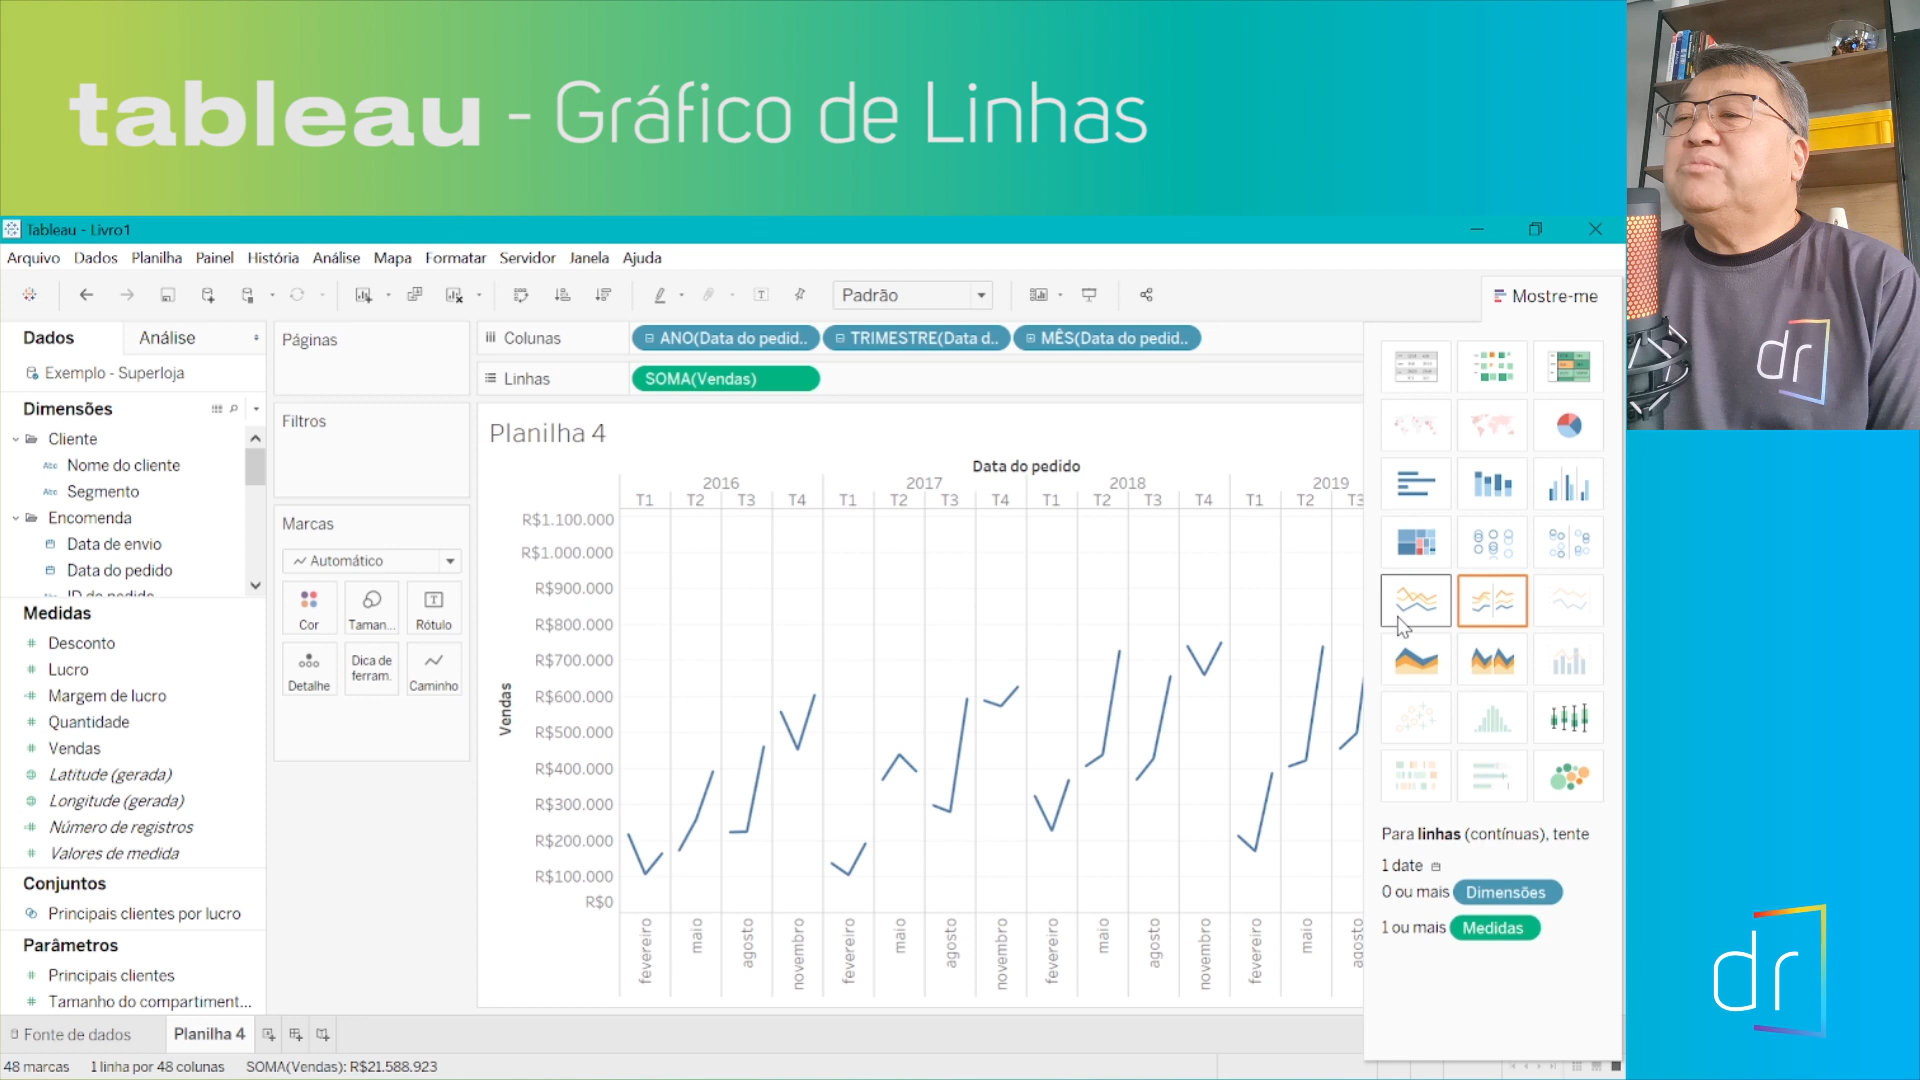 tableau - Gráfico de Linhas
Tableau - Livro1
Arquivo Dados Planilha Painel História Análise Mapa Formatar Servidor Janela Ajuda
Padrão
Mostre-me
Dados Análise
Exemplo - Superloja
Dimensões
Cliente
Nome do cliente
Segmento
Encomenda
Data de envio
Data do pedido
ID do pedido
Medidas
Desconto
Lucro
Margem de lucro
Quantidade
Vendas
Latitude (gerada)
Longitude (gerada)
Número de registros
Valores de medida
Conjuntos
Principais clientes por lucro
Parâmetros
Principais clientes
Tamanho do compartiment...
Páginas
Filtros
Marcas
Automático
Cor Taman... Rótulo
Detalhe Dica de ferram. Caminho
Colunas ANO(Data do pedid.. TRIMESTRE(Data d.. MÊS(Data do pedid..
Linhas SOMA(Vendas)
Planilha 4
Data do pedido
2016 2017 2018 2019
T1 T2 T3 T4 T1 T2 T3 T4 T1 T2 T3 T4 T1 T2 T3
R$1.100.000
R$1.000.000
R$900.000
R$800.000
R$700.000
R$600.000
R$500.000
R$400.000
R$300.000
R$200.000
R$100.000
R$0
Vendas
fevereiro maio agosto novembro fevereiro maio agosto novembro fevereiro maio agosto novembro fevereiro maio agosto
Para linhas (contínuas), tente
1 date
0 ou mais Dimensões
1 ou mais Medidas
Fonte de dados Planilha 4
48 marcas 1 linha por 48 colunas SOMA(Vendas): R$21.588.923
dr
dr